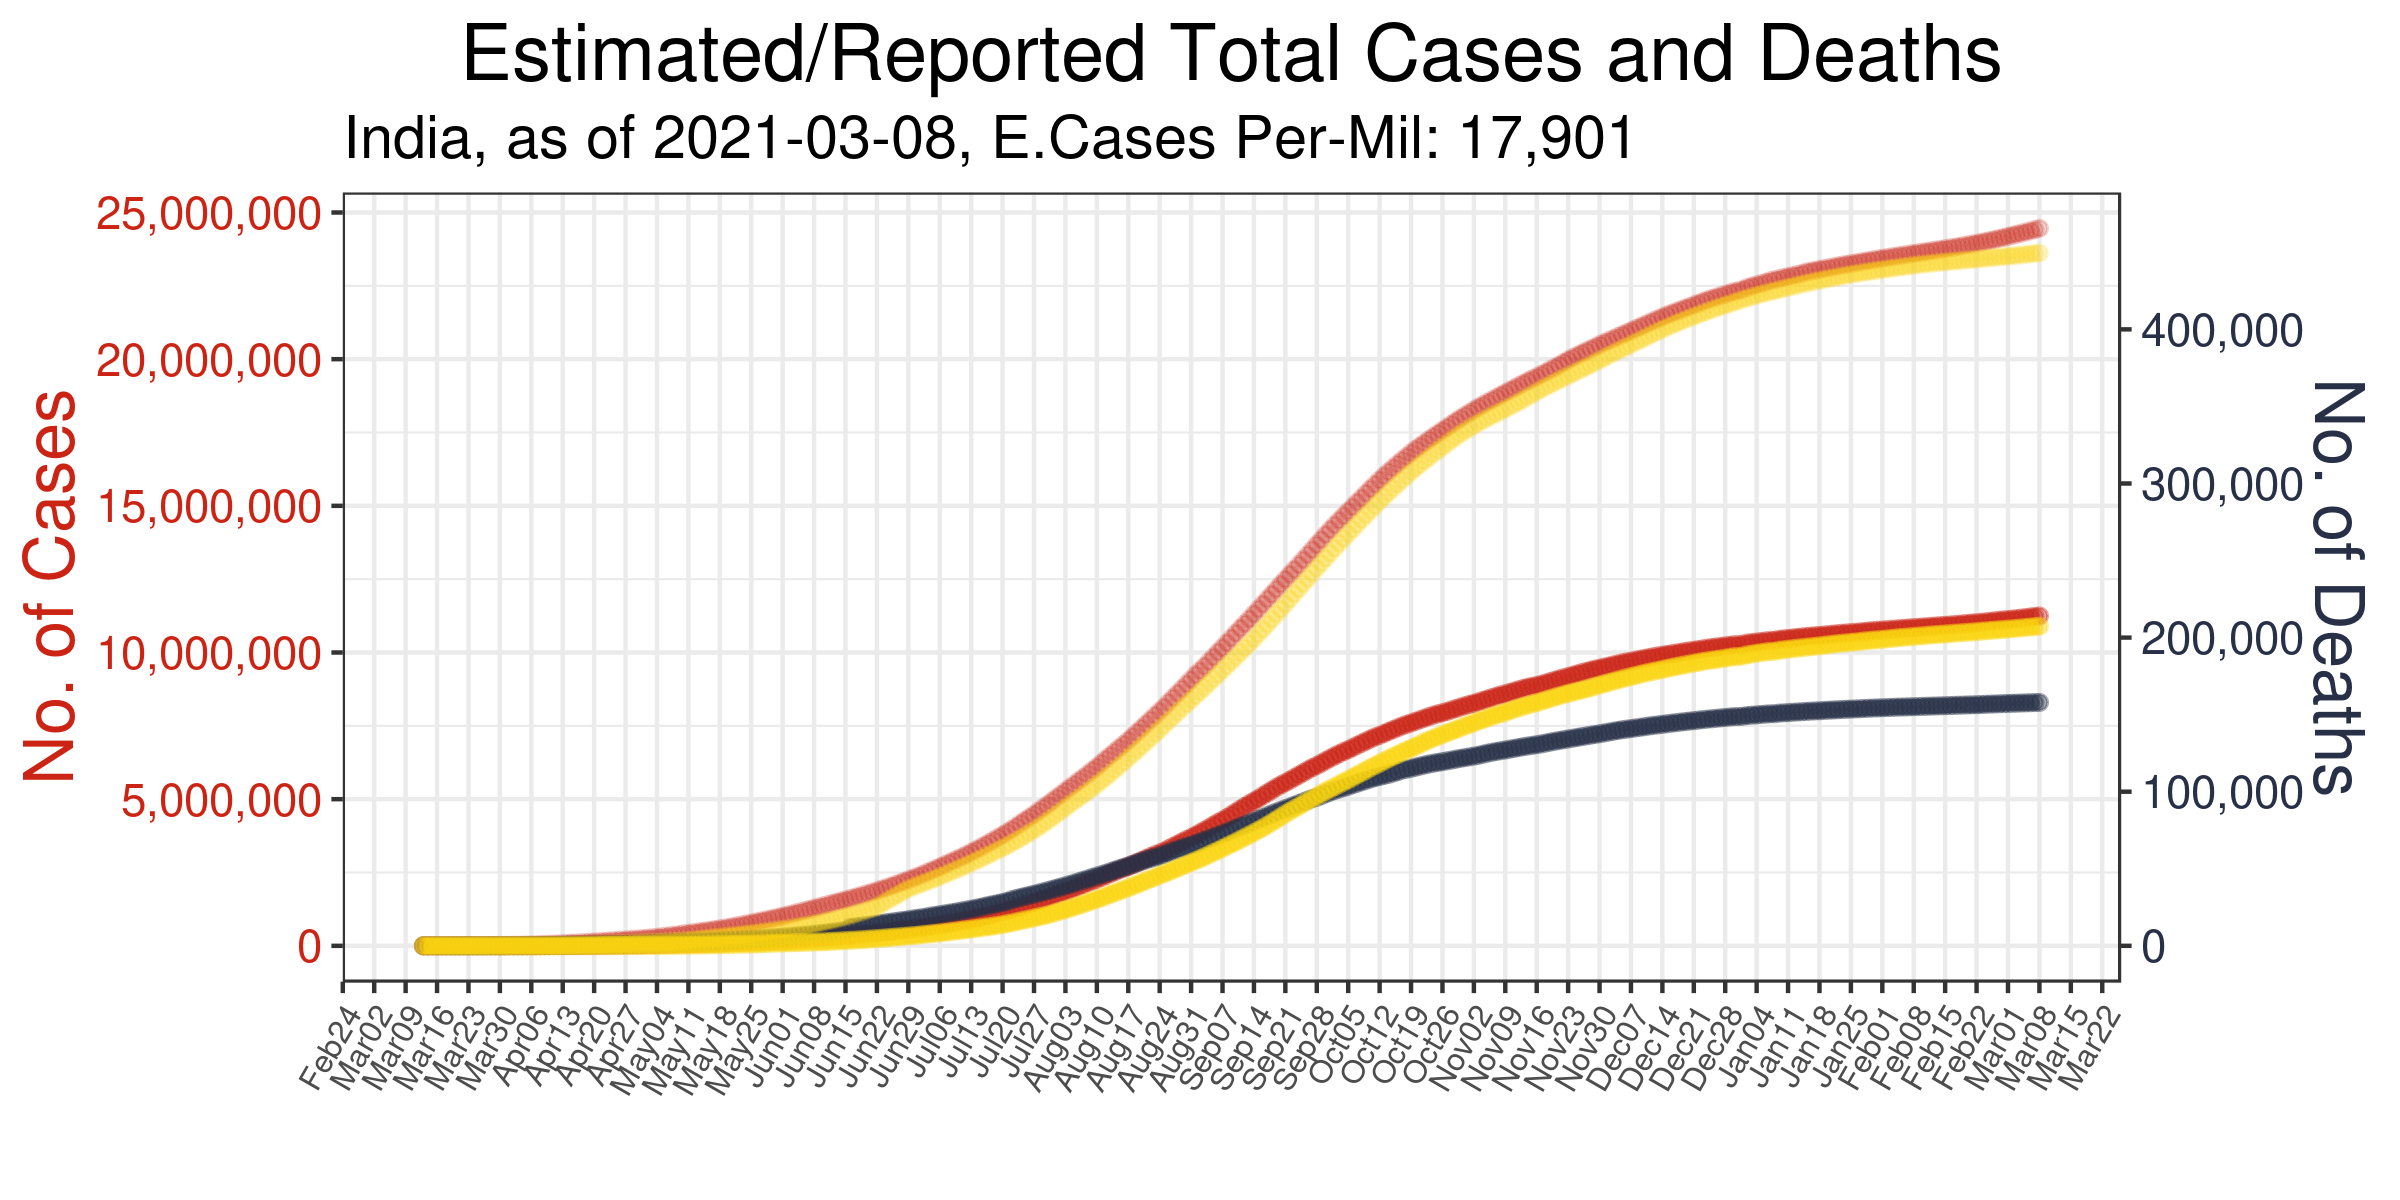 Estimated/Reported Total Cases and Deaths
India, as of 2021-03-08, E.Cases Per-Mil: 17,901
No. of Cases
25,000,000
20,000,000
15,000,000
10,000,000
5,000,000
0
400,000
300,000
200,000
100,000
0
No. of Deaths
Feb24
Mar02
Mar09
Mar16
Mar23
Mar30
Apr06
Apr13
Apr20
Apr27
May04
May11
May18
May25
Jun01
Jun08
Jun15
Jun22
Jun29
Jul06
Jul13
Jul20
Jul27
Aug03
Aug10
Aug17
Aug24
Aug31
Sep07
Sep14
Sep21
Sep28
Oct05
Oct12
Oct19
Oct26
Nov02
Nov09
Nov16
Nov23
Nov30
Dec07
Dec14
Dec21
Dec28
Jan04
Jan11
Jan18
Jan25
Feb01
Feb08
Feb15
Feb22
Mar01
Mar08
Mar15
Mar22